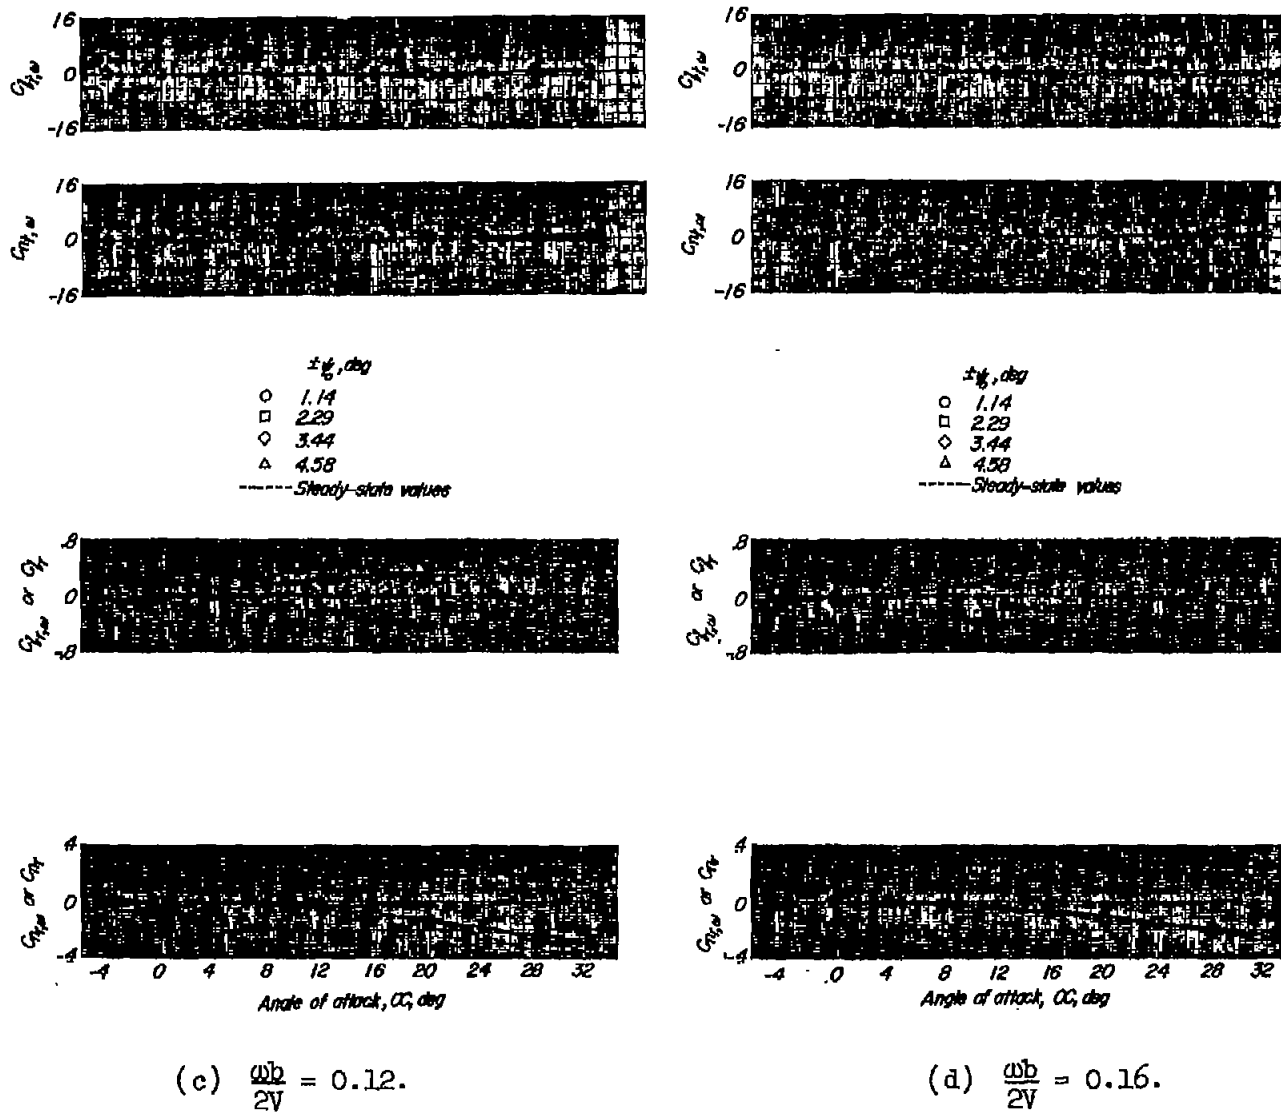 16
0
-16
16
0
-16
±ψ₀, deg
1.14
2.29
3.44
4.58
Steady-state values
.8
0
-.8
or
.4
0
-.4
or
-4 0 4 8 12 16 20 24 28 32
Angle of attack, α, deg
(c) ωb/2V = 0.12.
16
0
-16
16
0
-16
±ψ₀, deg
1.14
2.29
3.44
4.58
Steady-state values
.8
0
-.8
or
.4
0
-.4
or
-4 0 4 8 12 16 20 24 28 32
Angle of attack, α, deg
(d) ωb/2V = 0.16.